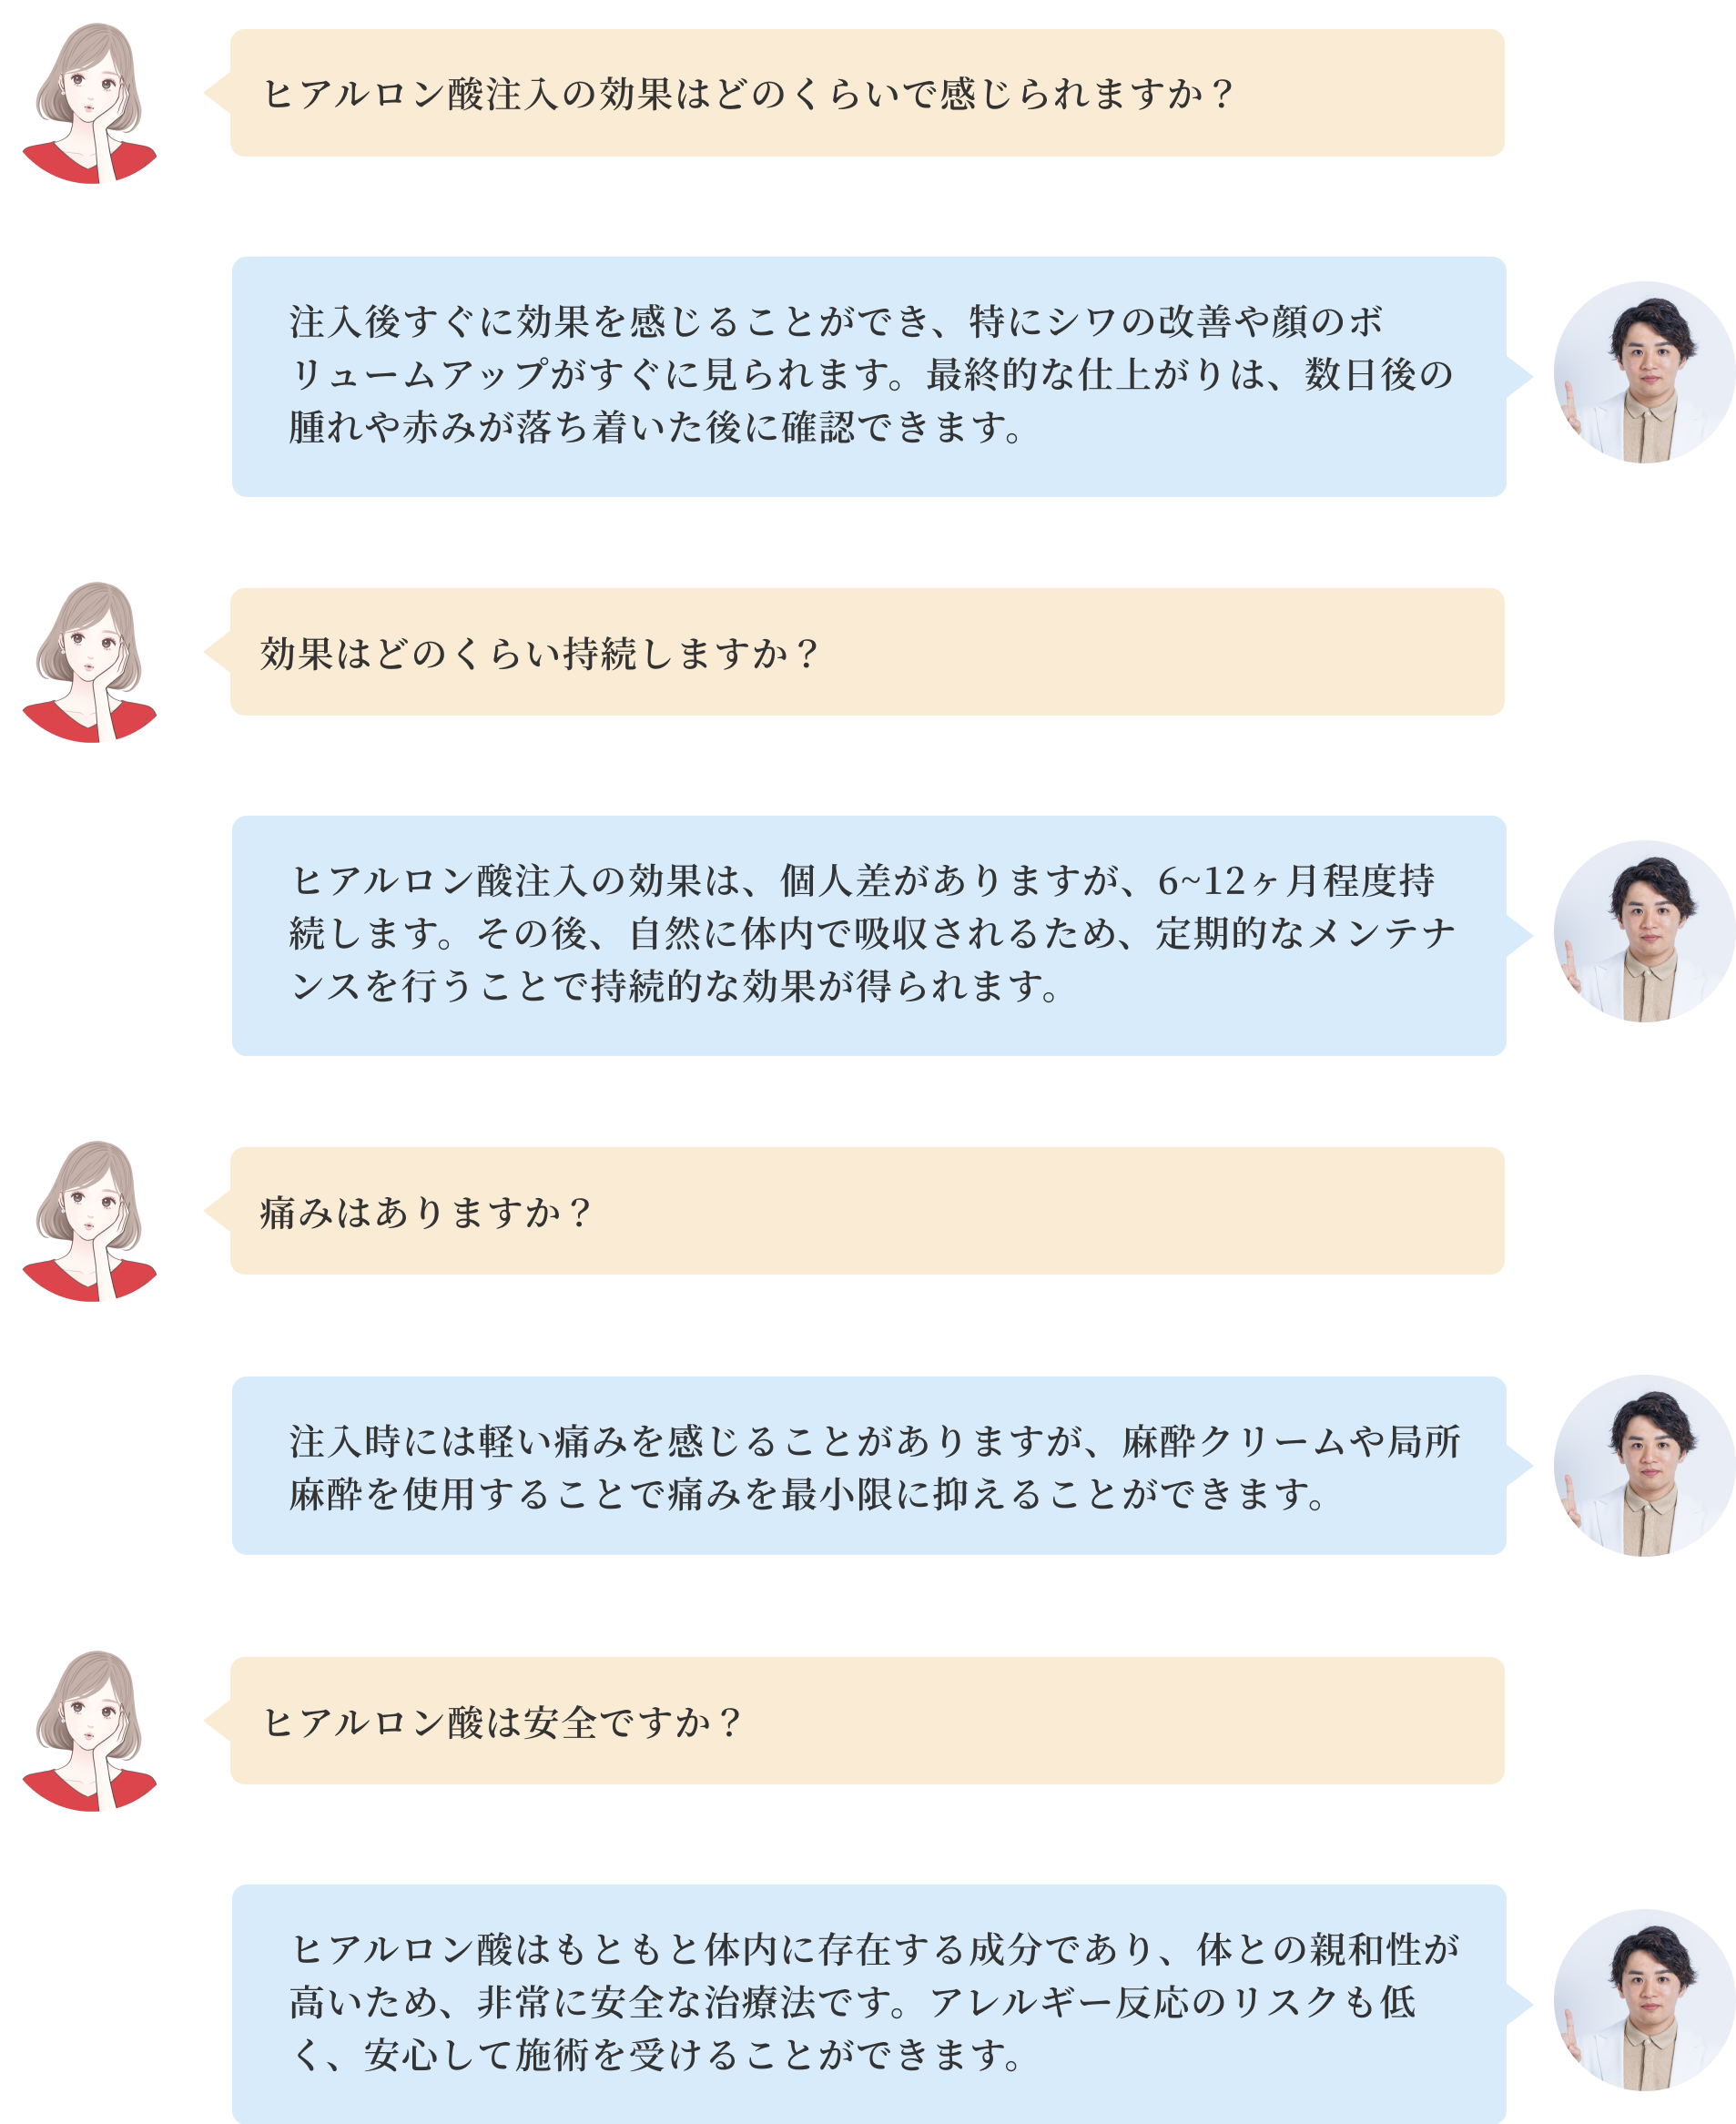 ヒアルロン酸注入の効果はどのくらいで感じられますか？
注入後すぐに効果を感じることができ、特にシワの改善や顔のボ
リュームアップがすぐに見られます。最終的な仕上がりは、数日後の
腫れや赤みが落ち着いた後に確認できます。
効果はどのくらい持続しますか？
ヒアルロン酸注入の効果は、個人差がありますが、6~12ヶ月程度持
続します。その後、自然に体内で吸収されるため、定期的なメンテナ
ンスを行うことで持続的な効果が得られます。
痛みはありますか？
注入時には軽い痛みを感じることがありますが、麻酔クリームや局所
麻酔を使用することで痛みを最小限に抑えることができます。
ヒアルロン酸は安全ですか？
ヒアルロン酸はもともと体内に存在する成分であり、体との親和性が
高いため、非常に安全な治療法です。アレルギー反応のリスクも低
く、安心して施術を受けることができます。